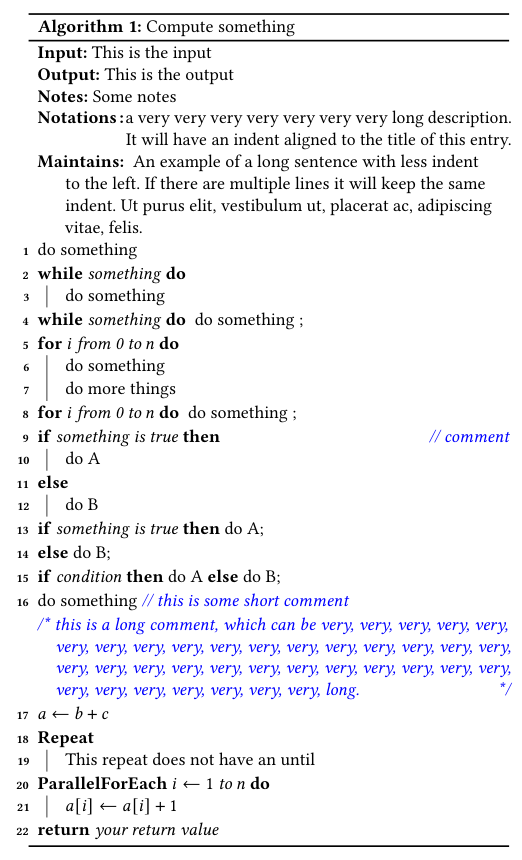 Algorithm 1: Compute something
Input: This is the input
Output: This is the output
Notes: Some notes
Notations: a very very very very very very very long description.
It will have an indent aligned to the title of this entry.
Maintains: An example of a long sentence with less indent
to the left. If there are multiple lines it will keep the same
indent. Ut purus elit, vestibulum ut, placerat ac, adipiscing
vitae, felis.
1 do something
2 while something do
3 do something
4 while something do do something ;
5 for i from 0 to n do
6 do something
7 do more things
8 for i from 0 to n do do something ;
9 if something is true then // comment
10 do A
11 else
12 do B
13 if something is true then do A;
14 else do B;
15 if condition then do A else do B;
16 do something // this is some short comment
/* this is a long comment, which can be very, very, very, very, very,
very, very, very, very, very, very, very, very, very, very, very, very,
very, very, very, very, very, very, very, very, very, very, very, very,
very, very, very, very, very, very, very, long. */
17 a ← b + c
18 Repeat
19 This repeat does not have an until
20 ParallelForEach i ← 1 to n do
21 a[i] ← a[i] + 1
22 return your return value